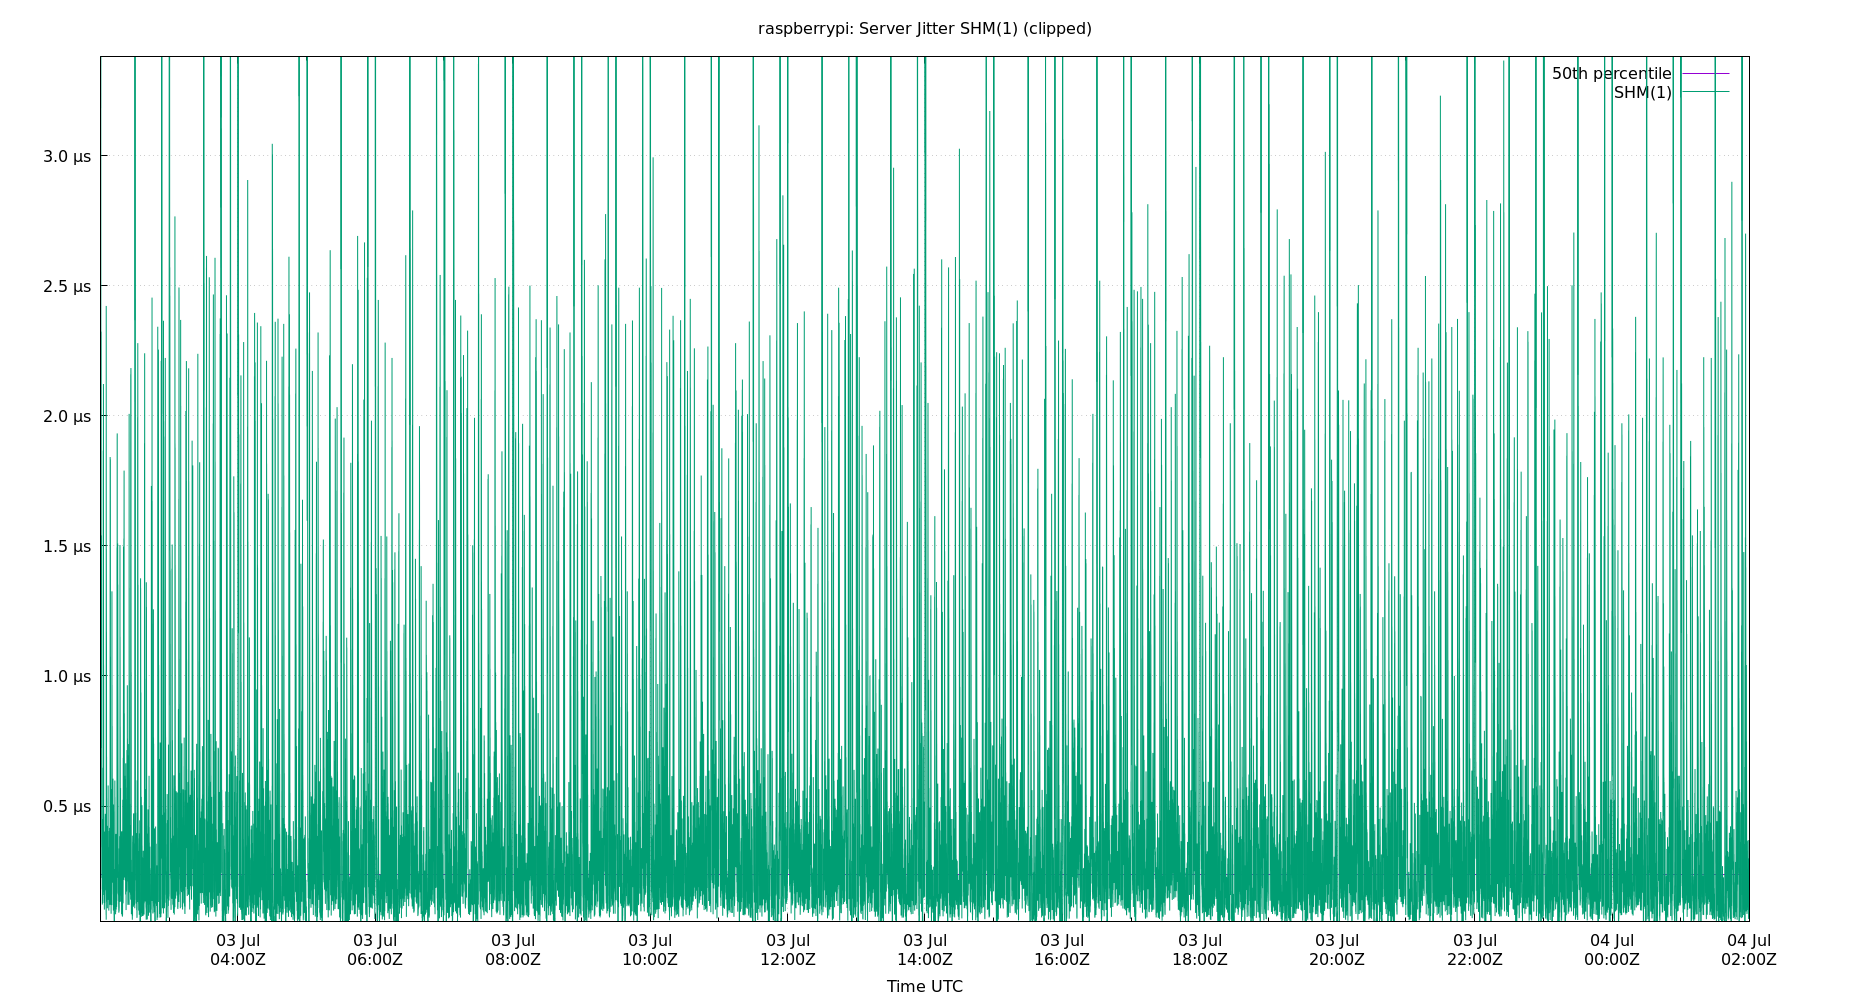 raspberrypi: Server Jitter SHM(1) (clipped)
50th percentile
SHM(1)
3.0 µs
2.5 µs
2.0 µs
1.5 µs
1.0 µs
0.5 µs
03 Jul 03 Jul 03 Jul 03 Jul 03 Jul 03 Jul 03 Jul 03 Jul 03 Jul 03 Jul 04 Jul 04 Jul
04:00Z 06:00Z 08:00Z 10:00Z 12:00Z 14:00Z 16:00Z 18:00Z 20:00Z 22:00Z 00:00Z 02:00Z
Time UTC